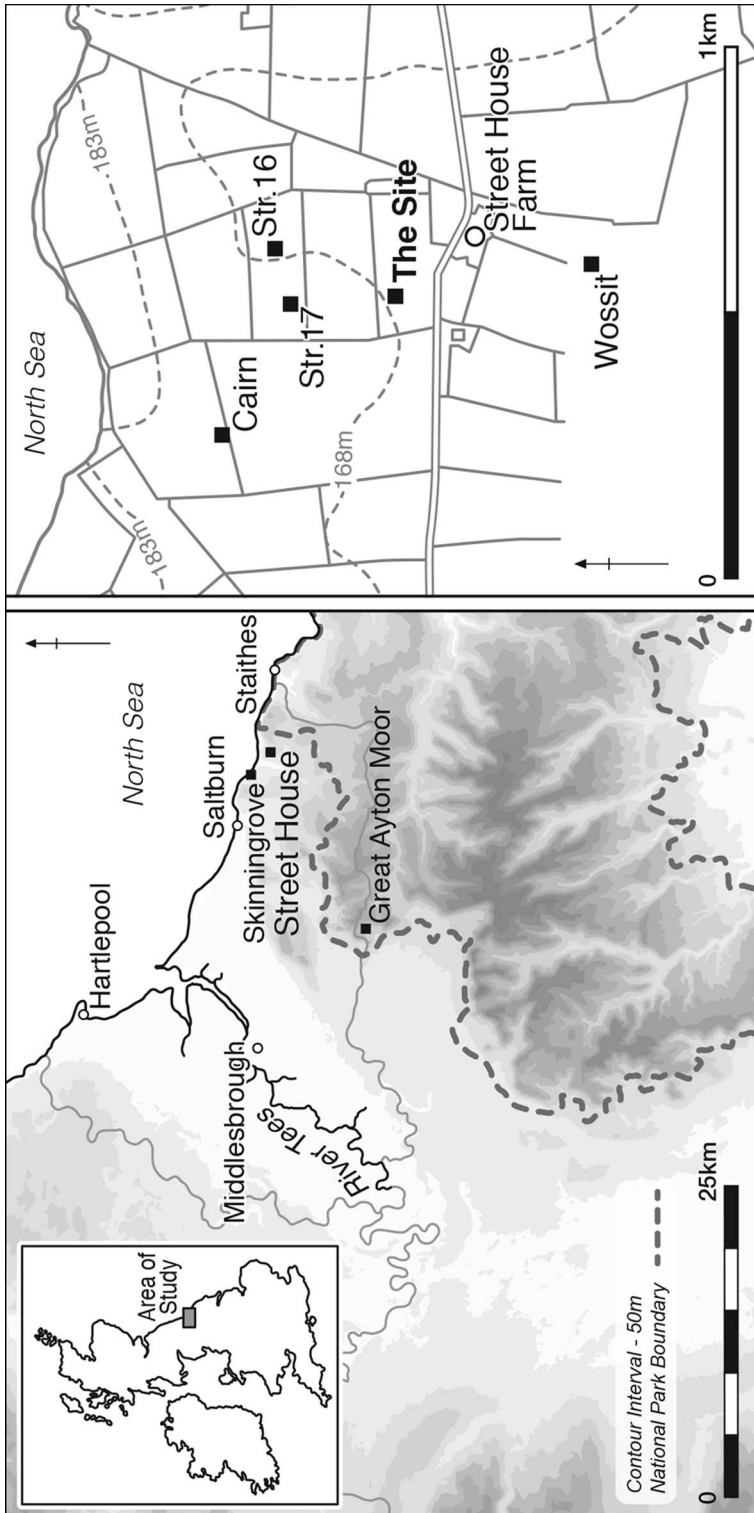 North Sea
Hartlepool
Saltburn
Staithes
Skinningrove
Street House
Middlesbrough
River Tees
Great Ayton Moor
Area of
Study
Contour Interval - 50m
National Park Boundary
0
25km
North Sea
183m
183m
Cairn
Str. 16
Str. 17
168m
The Site
Street House
Farm
Wossit
0
1km